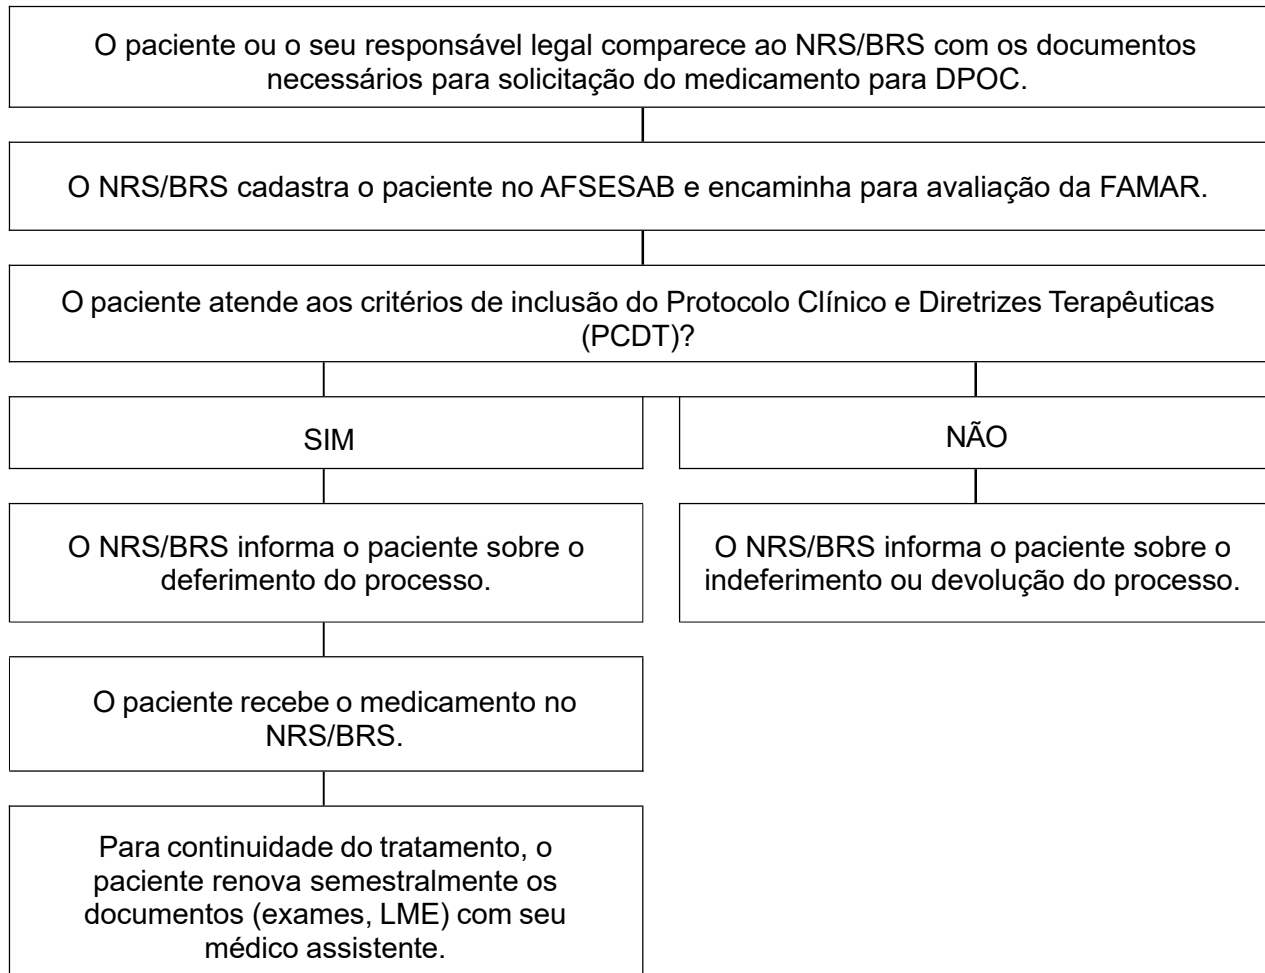 O paciente ou o seu responsável legal comparece ao NRS/BRS com os documentos
necessários para solicitação do medicamento para DPOC.
O NRS/BRS cadastra o paciente no AFSESAB e encaminha para avaliação da FAMAR.
O paciente atende aos critérios de inclusão do Protocolo Clínico e Diretrizes Terapêuticas
(PCDT)?
SIM
NÃO
O NRS/BRS informa o paciente sobre o
deferimento do processo.
O NRS/BRS informa o paciente sobre o
indeferimento ou devolução do processo.
O paciente recebe o medicamento no
NRS/BRS.
Para continuidade do tratamento, o
paciente renova semestralmente os
documentos (exames, LME) com seu
médico assistente.